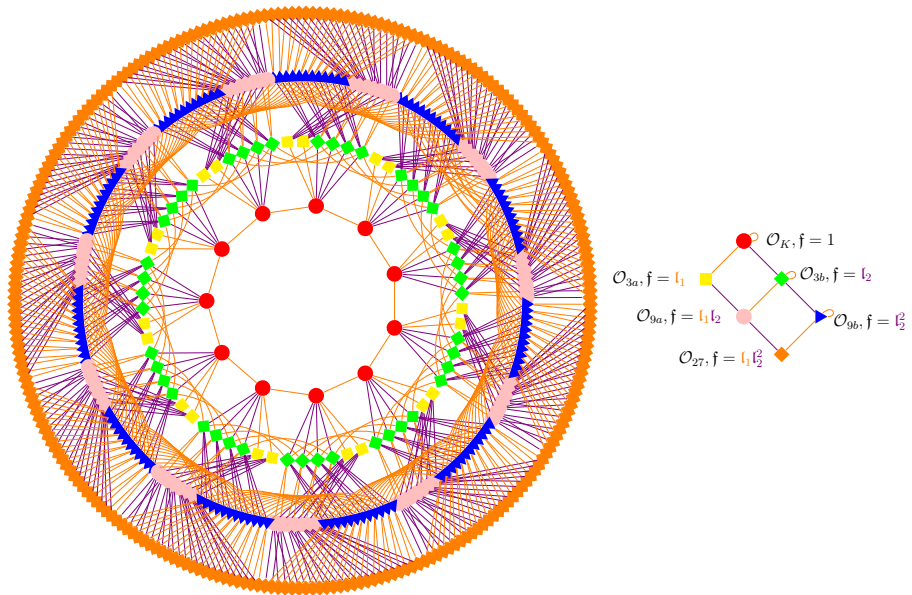 𝒪_K, 𝔣 = 1
𝒪_{3a}, 𝔣 = 𝔩_1
𝒪_{3b}, 𝔣 = 𝔩_2
𝒪_{9a}, 𝔣 = 𝔩_1𝔩_2
𝒪_{9b}, 𝔣 = 𝔩_2^2
𝒪_{27}, 𝔣 = 𝔩_1𝔩_2^2